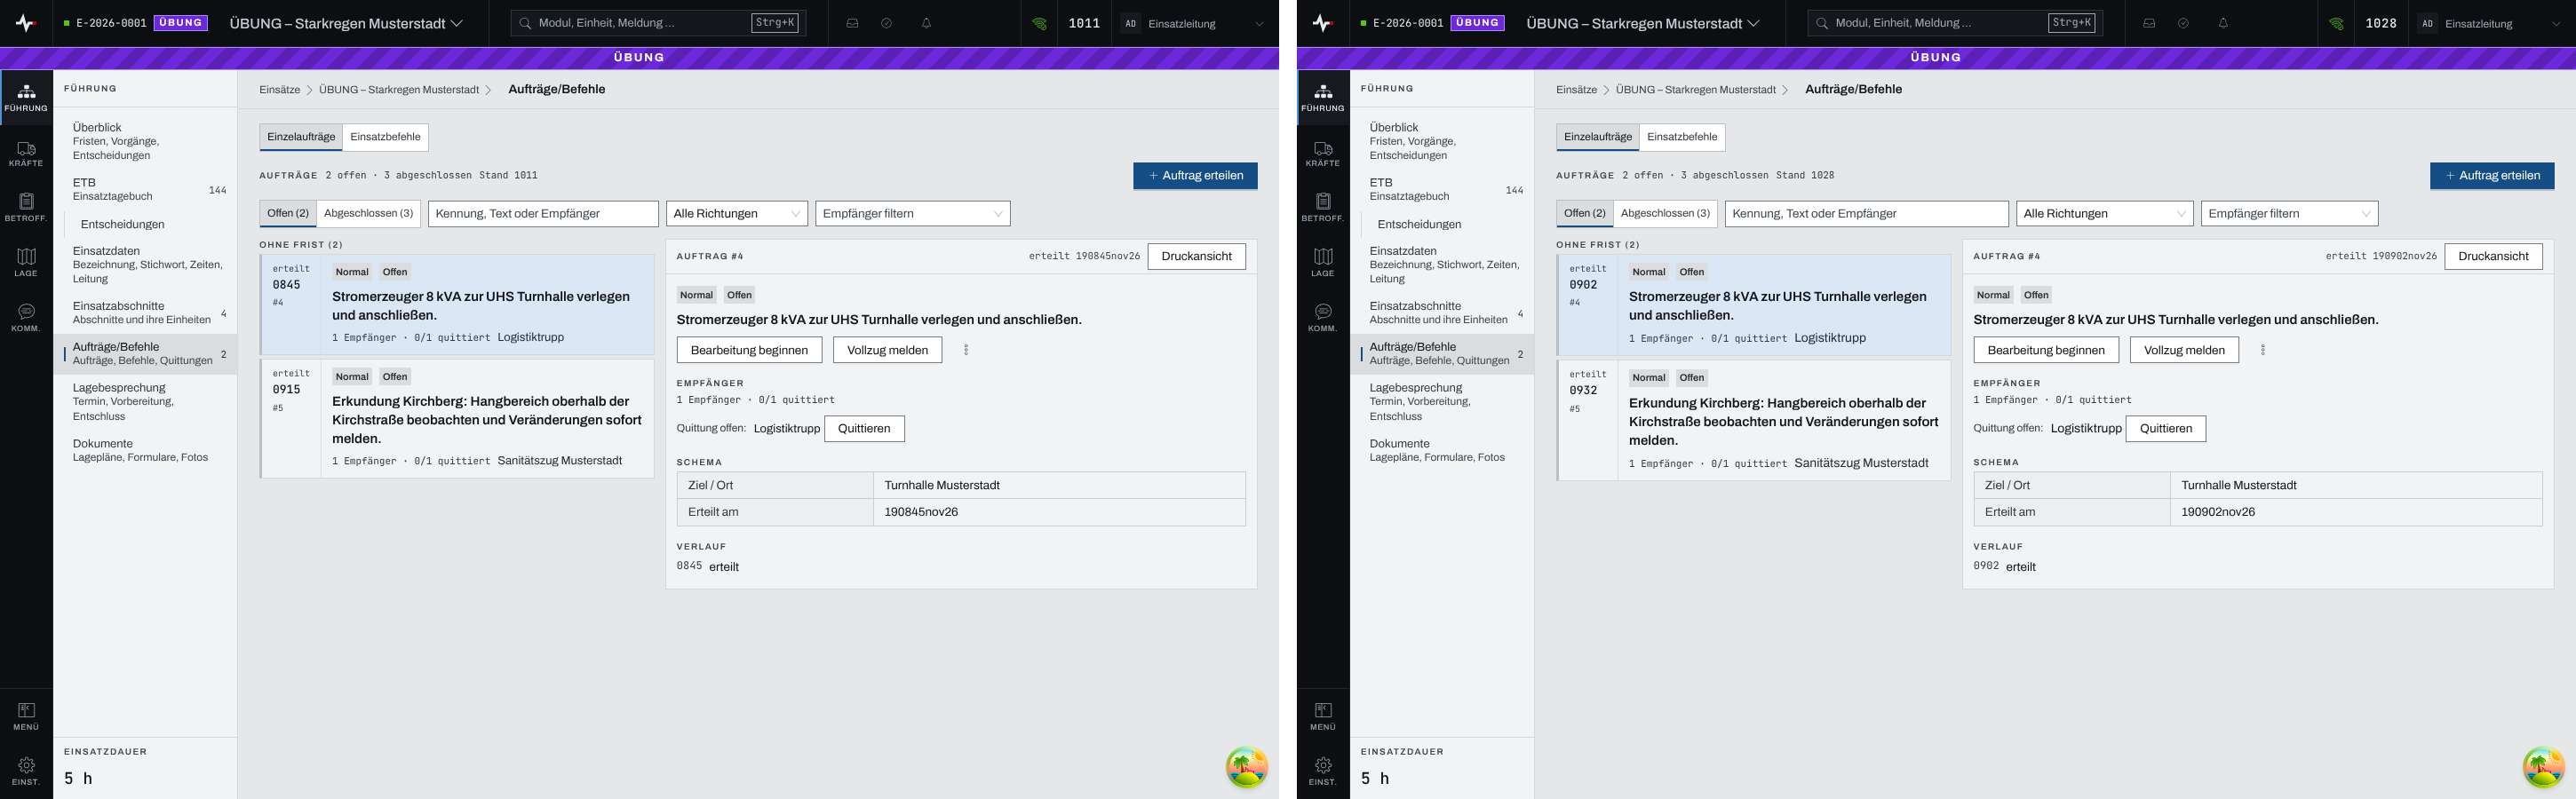 E-2026-0001 ÜBUNG ÜBUNG – Starkregen Musterstadt Modul, Einheit, Meldung ... Strg+K 1011 AD Einsatzleitung
ÜBUNG
FÜHRUNG
KRÄFTE
BETROFF.
LAGE
KOMM.
MENÜ
EINST.
FÜHRUNG
Überblick
Fristen, Vorgänge,
Entscheidungen
ETB
Einsatztagebuch 144
Entscheidungen
Einsatzdaten
Bezeichnung, Stichwort, Zeiten,
Leitung
Einsatzabschnitte
Abschnitte und ihre Einheiten 4
Aufträge/Befehle
Aufträge, Befehle, Quittungen 2
Lagebesprechung
Termin, Vorbereitung,
Entschluss
Dokumente
Lagepläne, Formulare, Fotos
EINSATZDAUER
5 h
Einsätze ÜBUNG – Starkregen Musterstadt Aufträge/Befehle
Einzelaufträge Einsatzbefehle
AUFTRÄGE 2 offen · 3 abgeschlossen Stand 1011 + Auftrag erteilen
Offen (2) Abgeschlossen (3) Kennung, Text oder Empfänger Alle Richtungen Empfänger filtern
OHNE FRIST (2)
erteilt
0845
#4
Normal Offen
Stromerzeuger 8 kVA zur UHS Turnhalle verlegen
und anschließen.
1 Empfänger · 0/1 quittiert Logistiktrupp
erteilt
0915
#5
Normal Offen
Erkundung Kirchberg: Hangbereich oberhalb der
Kirchstraße beobachten und Veränderungen sofort
melden.
1 Empfänger · 0/1 quittiert Sanitätszug Musterstadt
AUFTRAG #4 erteilt 190845nov26 Druckansicht
Normal Offen
Stromerzeuger 8 kVA zur UHS Turnhalle verlegen und anschließen.
Bearbeitung beginnen Vollzug melden
EMPFÄNGER
1 Empfänger · 0/1 quittiert
Quittung offen: Logistiktrupp Quittieren
SCHEMA
Ziel / Ort Turnhalle Musterstadt
Erteilt am 190845nov26
VERLAUF
0845 erteilt
E-2026-0001 ÜBUNG ÜBUNG – Starkregen Musterstadt Modul, Einheit, Meldung ... Strg+K 1028 AD Einsatzleitung
ÜBUNG
FÜHRUNG
KRÄFTE
BETROFF.
LAGE
KOMM.
MENÜ
EINST.
FÜHRUNG
Überblick
Fristen, Vorgänge,
Entscheidungen
ETB
Einsatztagebuch 144
Entscheidungen
Einsatzdaten
Bezeichnung, Stichwort, Zeiten,
Leitung
Einsatzabschnitte
Abschnitte und ihre Einheiten 4
Aufträge/Befehle
Aufträge, Befehle, Quittungen 2
Lagebesprechung
Termin, Vorbereitung,
Entschluss
Dokumente
Lagepläne, Formulare, Fotos
EINSATZDAUER
5 h
Einsätze ÜBUNG – Starkregen Musterstadt Aufträge/Befehle
Einzelaufträge Einsatzbefehle
AUFTRÄGE 2 offen · 3 abgeschlossen Stand 1028 + Auftrag erteilen
Offen (2) Abgeschlossen (3) Kennung, Text oder Empfänger Alle Richtungen Empfänger filtern
OHNE FRIST (2)
erteilt
0902
#4
Normal Offen
Stromerzeuger 8 kVA zur UHS Turnhalle verlegen
und anschließen.
1 Empfänger · 0/1 quittiert Logistiktrupp
erteilt
0932
#5
Normal Offen
Erkundung Kirchberg: Hangbereich oberhalb der
Kirchstraße beobachten und Veränderungen sofort
melden.
1 Empfänger · 0/1 quittiert Sanitätszug Musterstadt
AUFTRAG #4 erteilt 190902nov26 Druckansicht
Normal Offen
Stromerzeuger 8 kVA zur UHS Turnhalle verlegen und anschließen.
Bearbeitung beginnen Vollzug melden
EMPFÄNGER
1 Empfänger · 0/1 quittiert
Quittung offen: Logistiktrupp Quittieren
SCHEMA
Ziel / Ort Turnhalle Musterstadt
Erteilt am 190902nov26
VERLAUF
0902 erteilt